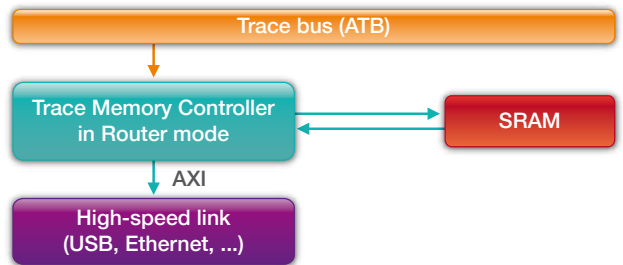 Trace bus (ATB)
Trace Memory Controller
in Router mode
SRAM
AXI
High-speed link
(USB, Ethernet, ...)